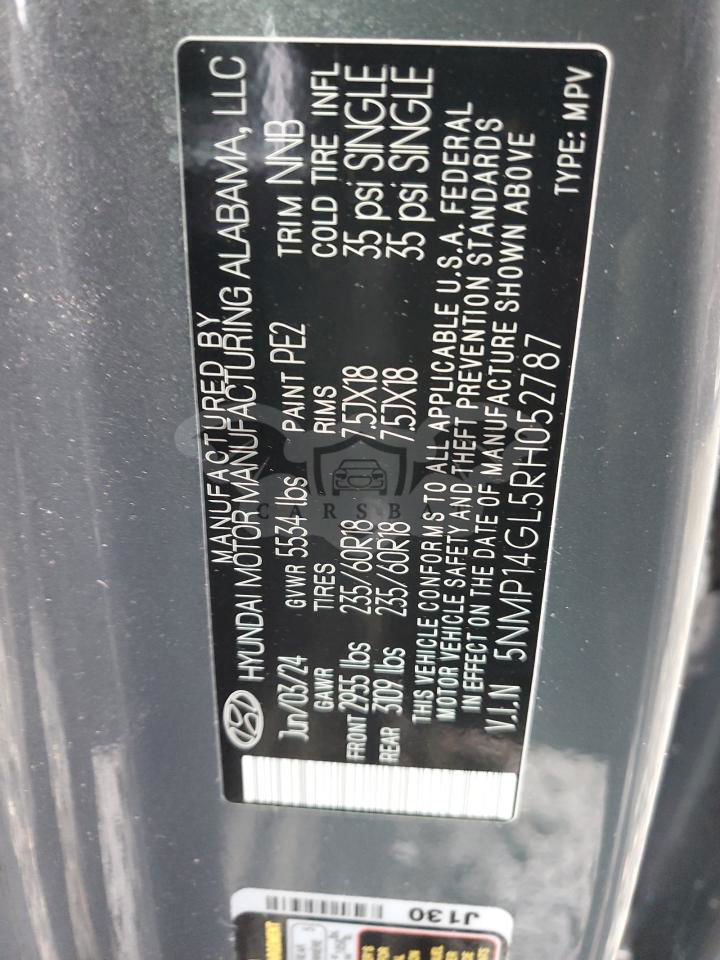 MANUFACTURED BY
HYUNDAI MOTOR MANUFACTURING ALABAMA, LLC
Jun/03/24 GVWR 5534 lbs PAINT PE2 TRIM NNB
GAWR TIRES RIMS COLD TIRE INFL
FRONT 2955 lbs 235/60R18 7.5JX18 35 psi SINGLE
REAR 3109 lbs 235/60R18 7.5JX18 35 psi SINGLE
THIS VEHICLE CONFORMS TO ALL APPLICABLE U.S.A. FEDERAL
MOTOR VEHICLE SAFETY AND THEFT PREVENTION STANDARDS
IN EFFECT ON THE DATE OF MANUFACTURE SHOWN ABOVE
V.I.N 5NMP14GL5RH052787
TYPE: MPV
J130